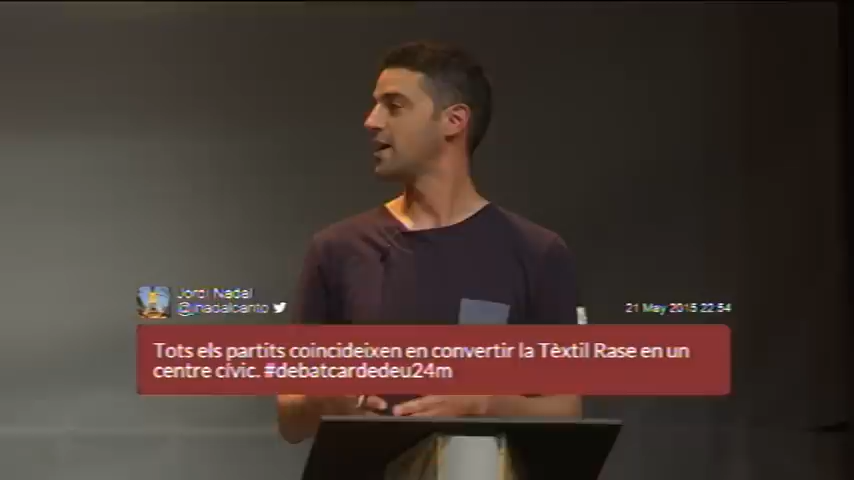 Jordi Nadal
@jnadalcanto
21 May 2015 22:54
Tots els partits coincideixen en convertir la Tèxtil Rase en un
centre cívic. #debatcardedeu24m